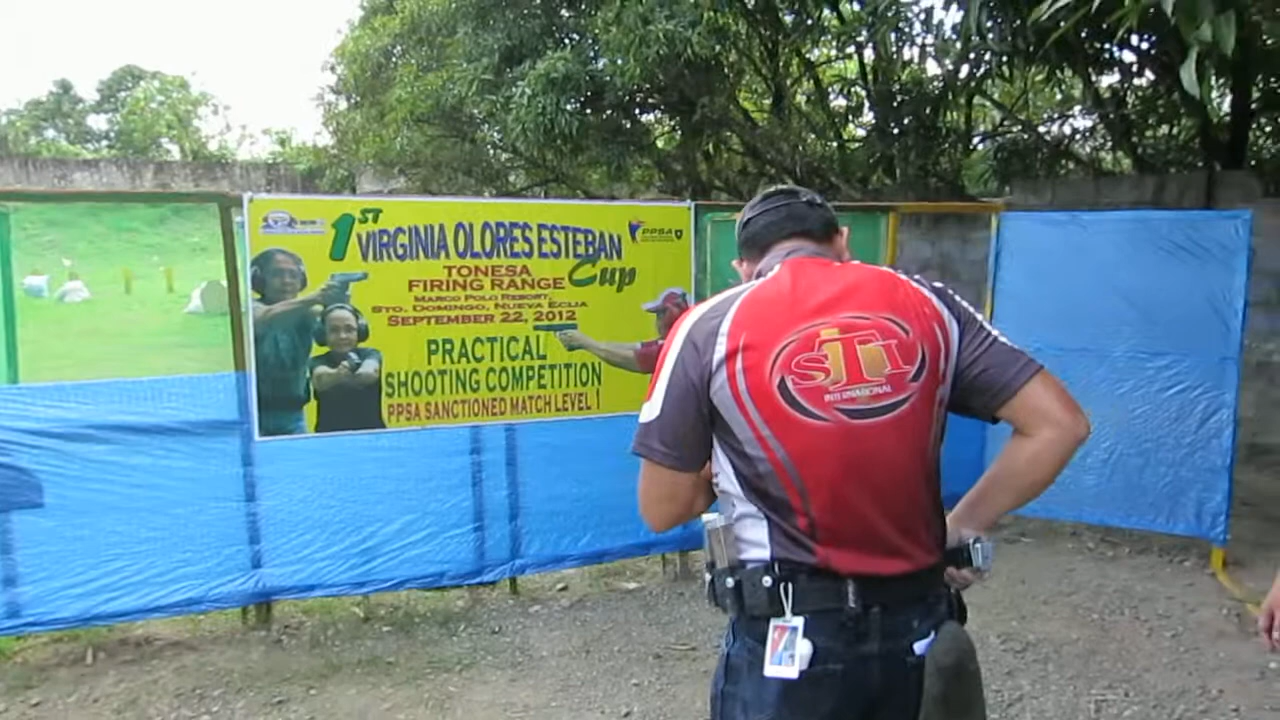 1ST
VIRGINIA OLORES ESTEBAN
Cup
TONESA
FIRING RANGE
MARCO POLO RESORT,
STO. DOMINGO, NUEVA ECIJA
SEPTEMBER 22, 2012
PRACTICAL
SHOOTING COMPETITION
PPSA SANCTIONED MATCH LEVEL 1
PPSA
STI
INTERNATIONAL